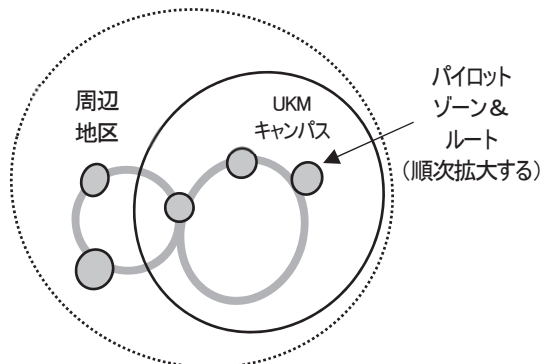 周辺
地区
UKM
キャンパス
パイロット
ゾーン&
ルート
(順次拡大する)